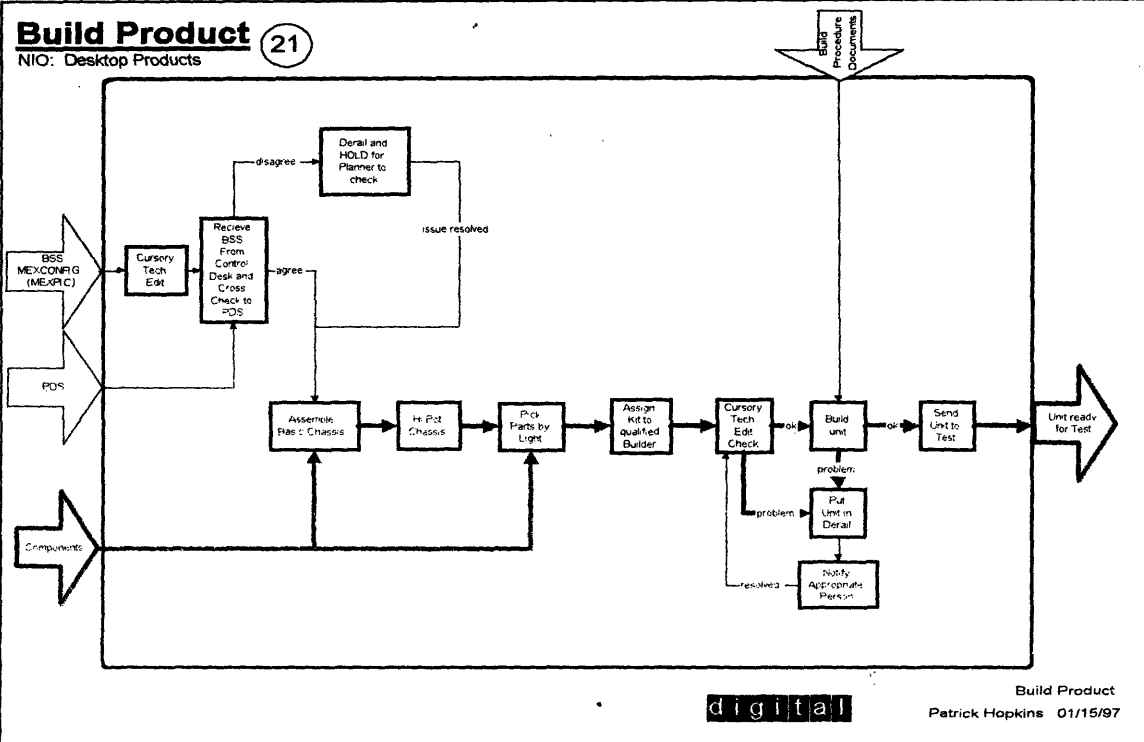 Build Product
21
NIO: Desktop Products
Build
Procedure
Documents
Derail and
HOLD for
Planner to
check
disagree
issue resolved
BSS
MEXCONFIG
(MEXPIC)
Cursory
Tech
Edit
Recieve
BSS
From
Control
Desk and
Cross
Check to
PDS
agree
PDS
Assemble
Basic Chassis
Hi Pot
Chassis
Pick
Parts by
Light
Assign
Kit to
qualified
Builder
Cursory
Tech
Edit
Check
ok
Build
unit
ok
Send
Unit to
Test
Unit ready
for Test
problem
Put
Unit in
Derail
problem
Components
Notify
Appropriate
Person
resolved
digital
Build Product
Patrick Hopkins 01/15/97